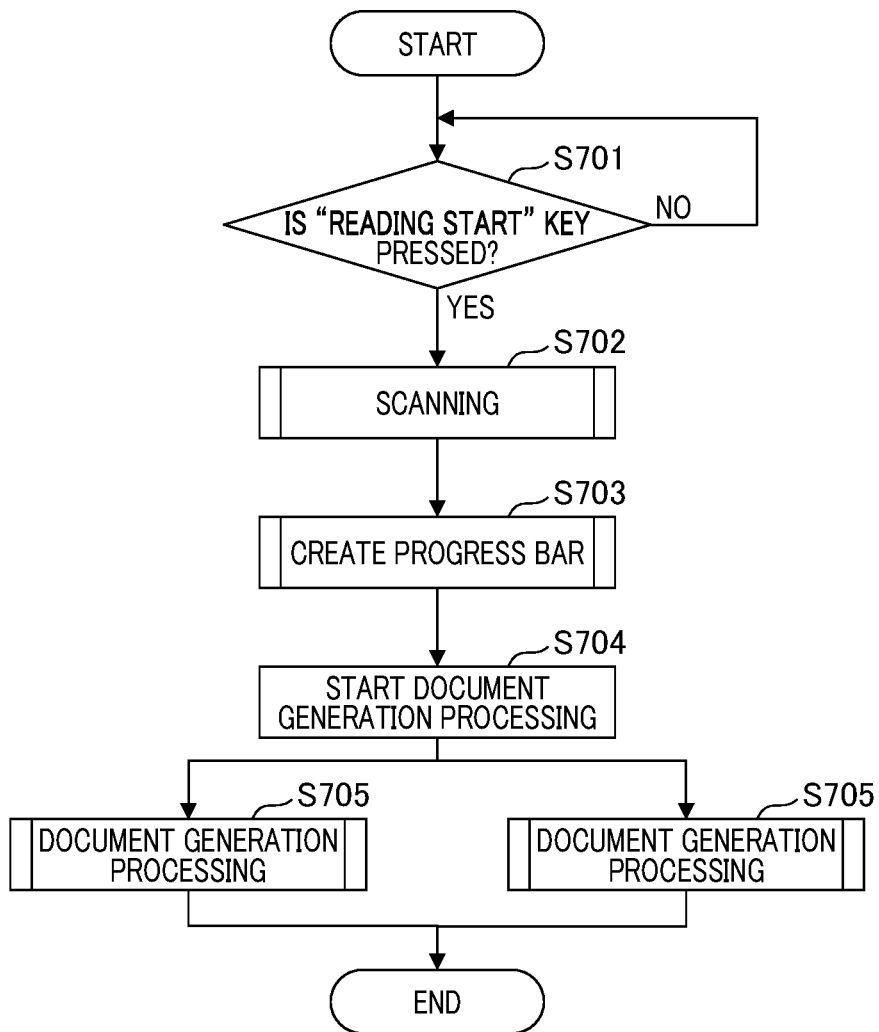 START
S701
IS “READING START” KEY
PRESSED?
NO
YES
S702
SCANNING
S703
CREATE PROGRESS BAR
S704
START DOCUMENT
GENERATION PROCESSING
S705
DOCUMENT GENERATION
PROCESSING
S705
DOCUMENT GENERATION
PROCESSING
END